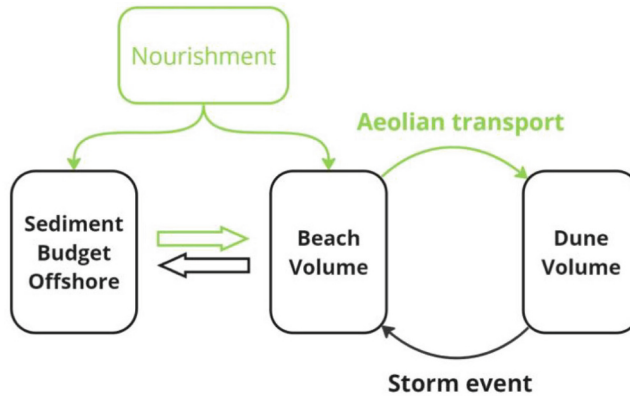 Nourishment
Aeolian transport
Sediment
Budget
Offshore
Beach
Volume
Dune
Volume
Storm event